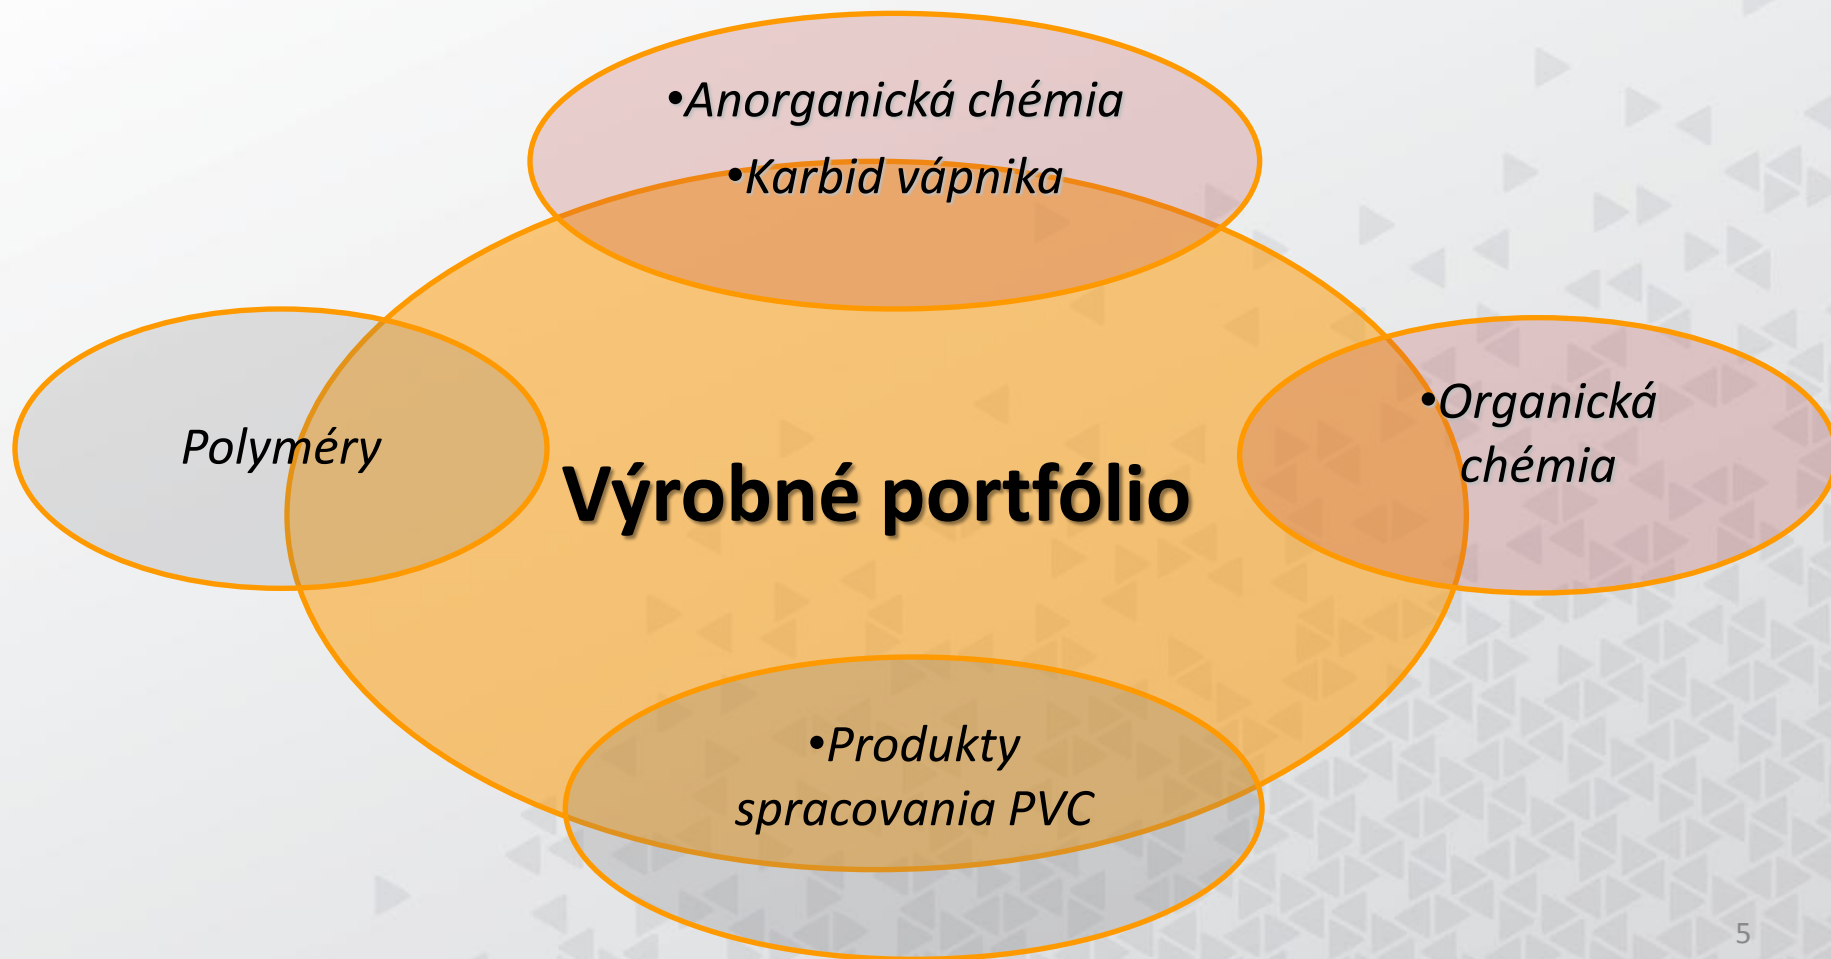 •Anorganická chémia
•Karbid vápnika
Polyméry
Výrobné portfólio
•Organická
chémia
•Produkty
spracovania PVC
5